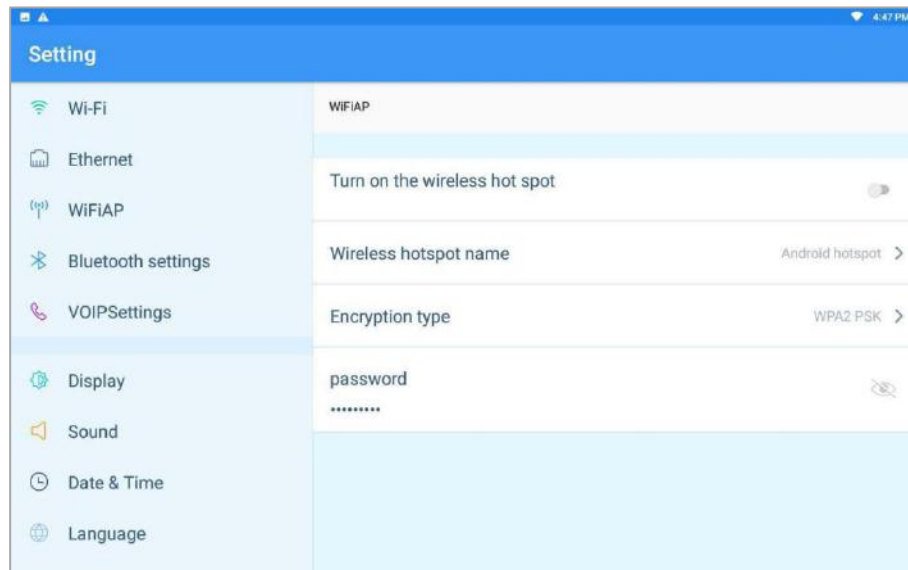 4:47 PM
Setting
Wi-Fi
Ethernet
WiFiAP
Bluetooth settings
VOIPSettings
Display
Sound
Date & Time
Language
WiFiAP
Turn on the wireless hot spot
Wireless hotspot name
Android hotspot
Encryption type
WPA2 PSK
password
•••••••••